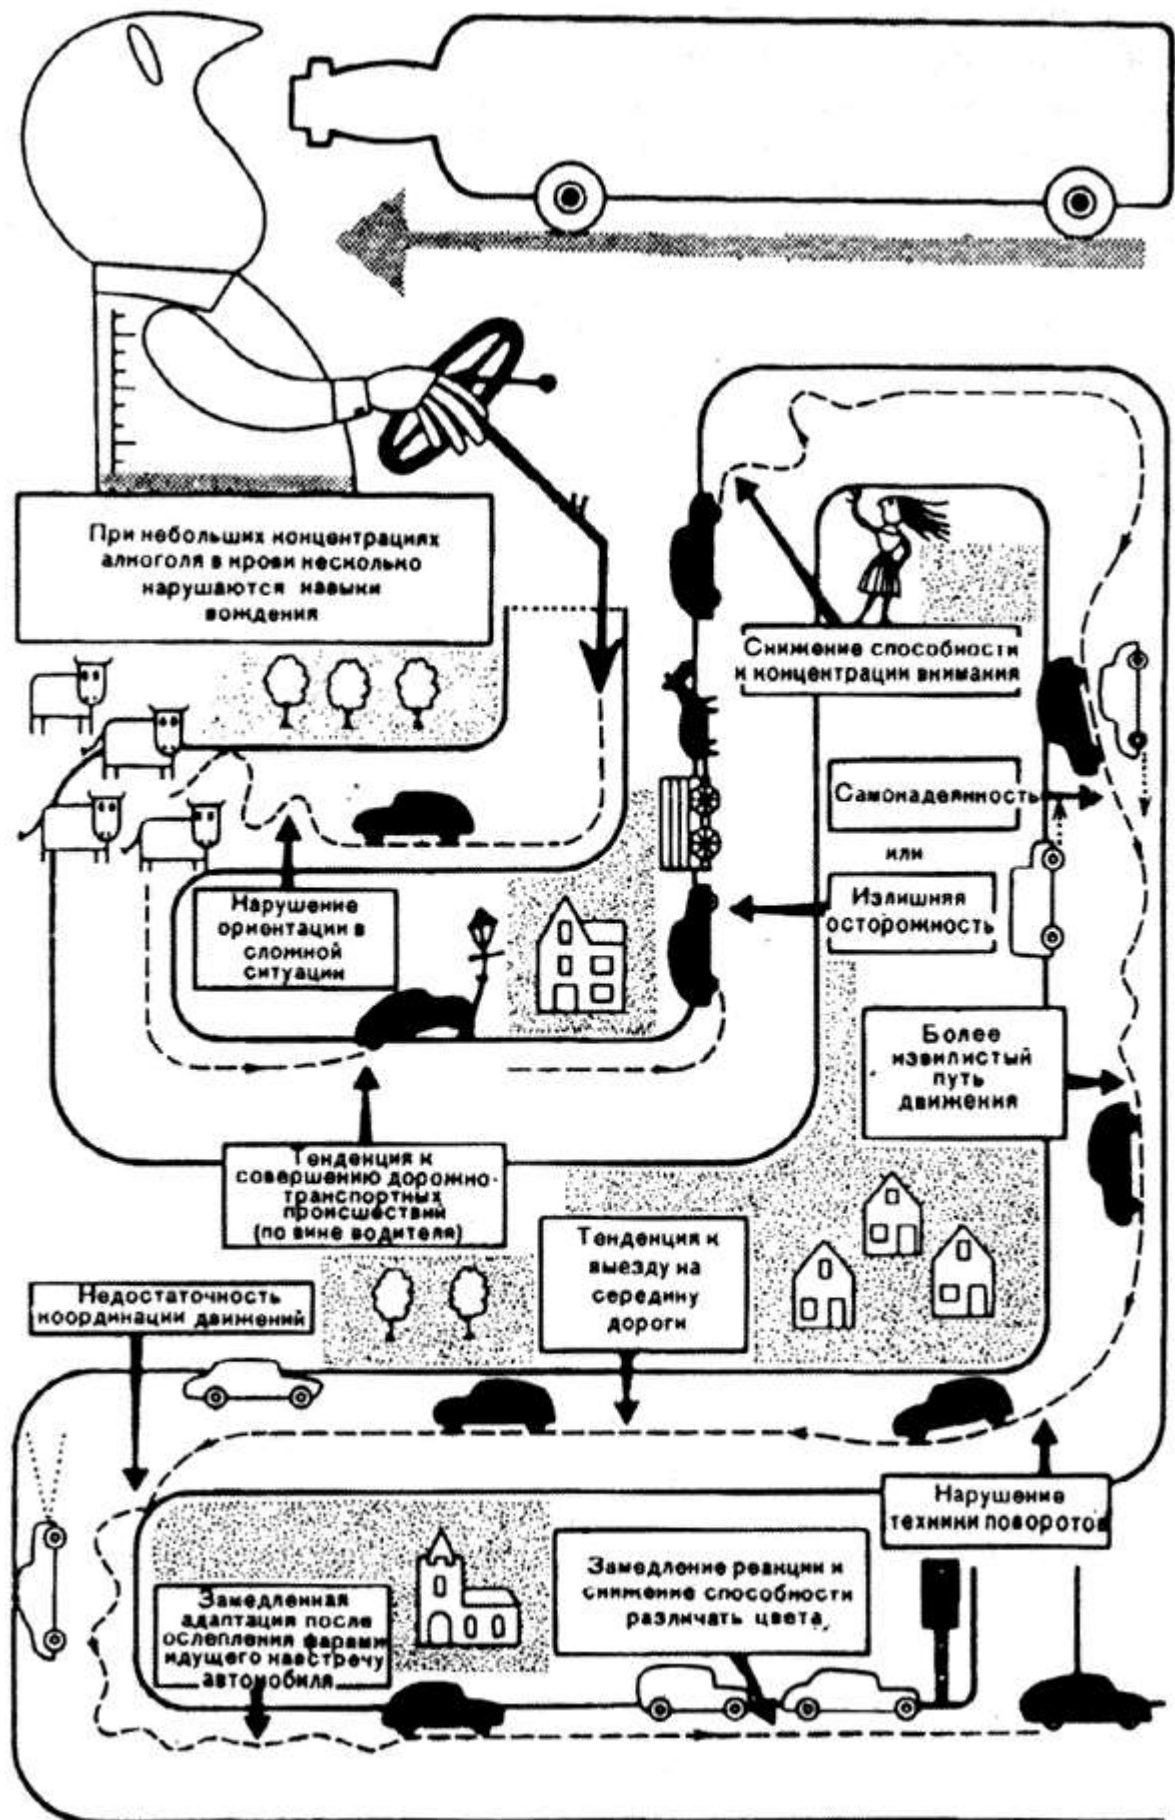 При небольших концентрациях
алкоголя в крови несколько
нарушаются навыки
вождения
Снижение способности
к концентрации внимания
Самонадеянность
или
Излишняя
осторожность
Нарушение
ориентации в
сложной
ситуации
Более
извилистый
путь
движения
Тенденция к
совершению дорожно-
транспортных
происшествий
(по вине водителя)
Тенденция к
выезду на
середину
дороги
Недостаточность
координации движений
Нарушение
техники поворотов
Замедление реакции и
снижение способности
различать цвета
Замедленная
адаптация после
ослепления фарами
идущего навстречу
автомобиля